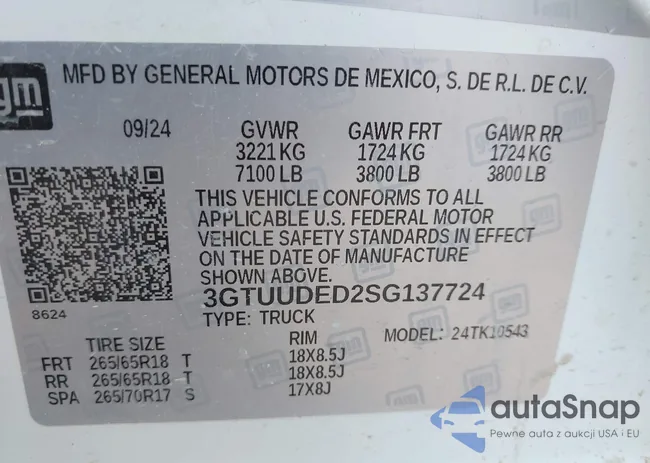 gm
MFD BY GENERAL MOTORS DE MEXICO, S. DE R.L. DE C.V.
09/24 GVWR GAWR FRT GAWR RR
3221 KG 1724 KG 1724 KG
7100 LB 3800 LB 3800 LB
THIS VEHICLE CONFORMS TO ALL
APPLICABLE U.S. FEDERAL MOTOR
VEHICLE SAFETY STANDARDS IN EFFECT
ON THE DATE OF MANUFACTURE
SHOWN ABOVE.
3GTUUDED2SG137724
8624
TYPE: TRUCK MODEL: 24TK10543
TIRE SIZE RIM
FRT 265/65R18 T 18X8.5J
RR 265/65R18 T 18X8.5J
SPA 265/70R17 S 17X8J
autaSnap
Pewne auta z aukcji USA i EU